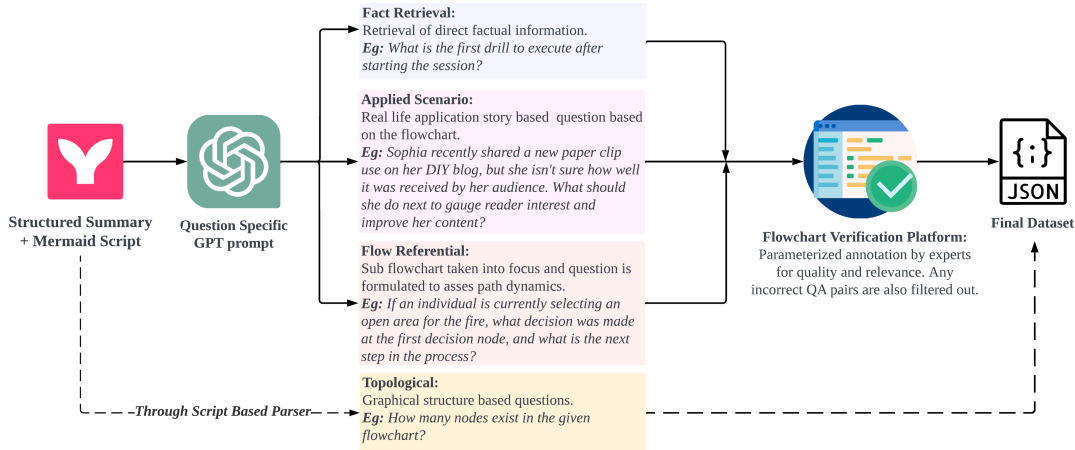 Structured Summary
+ Mermaid Script
Question Specific
GPT prompt
Fact Retrieval:
Retrieval of direct factual information.
Eg: What is the first drill to execute after
starting the session?
Applied Scenario:
Real life application story based question based
on the flowchart.
Eg: Sophia recently shared a new paper clip
use on her DIY blog, but she isn't sure how well
it was received by her audience. What should
she do next to gauge reader interest and
improve her content?
Flow Referential:
Sub flowchart taken into focus and question is
formulated to asses path dynamics.
Eg: If an individual is currently selecting an
open area for the fire, what decision was made
at the first decision node, and what is the next
step in the process?
Through Script Based Parser
Topological:
Graphical structure based questions.
Eg: How many nodes exist in the given
flowchart?
Flowchart Verification Platform:
Parameterized annotation by experts
for quality and relevance. Any
incorrect QA pairs are also filtered out.
{;}
JSON
Final Dataset